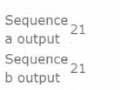 Sequence
a output 21
Sequence
b output 21